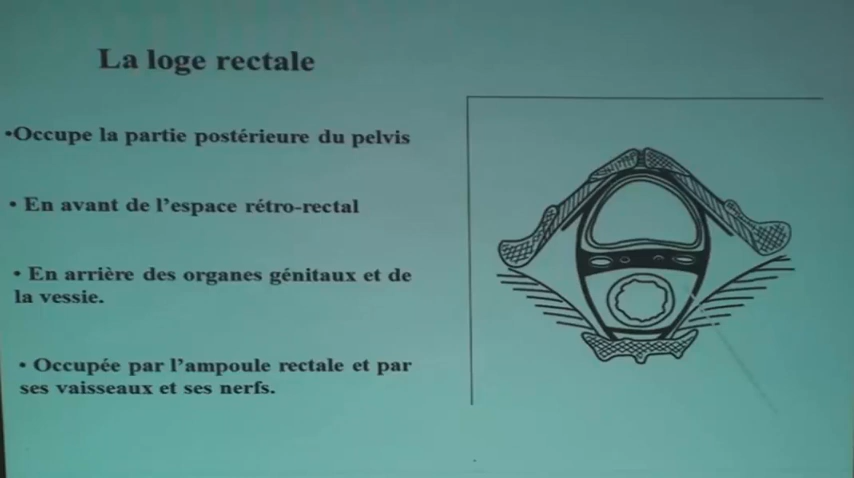 La loge rectale
•Occupe la partie postérieure du pelvis
• En avant de l'espace rétro-rectal
• En arrière des organes génitaux et de
la vessie.
• Occupée par l'ampoule rectale et par
ses vaisseaux et ses nerfs.